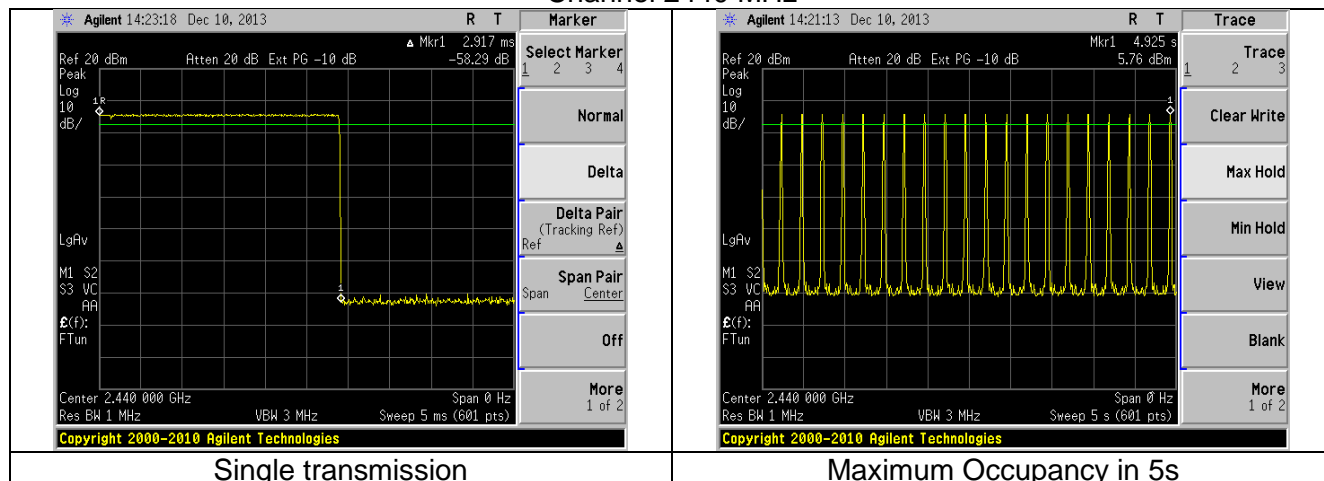 Agilent 14:23:18 Dec 10, 2013 R T
Δ Mkr1 2.917 ms
Ref 20 dBm Atten 20 dB Ext PG -10 dB -58.29 dB
Peak
Log
10
dB/
1R
1
LgAv
M1 S2
S3 VC
AA
£(f):
FTun
Center 2.440 000 GHz Span 0 Hz
Res BW 1 MHz VBW 3 MHz Sweep 5 ms (601 pts)
Copyright 2000-2010 Agilent Technologies
Marker
Select Marker
1 2 3 4
Normal
Delta
Delta Pair
(Tracking Ref)
Ref Δ
Span Pair
Span Center
Off
More
1 of 2
Single transmission
Agilent 14:21:13 Dec 10, 2013 R T
Mkr1 4.925 s
Ref 20 dBm Atten 20 dB Ext PG -10 dB 5.76 dBm
Peak
Log
10
dB/
1
LgAv
M1 S2
S3 VC
AA
£(f):
FTun
Center 2.440 000 GHz Span 0 Hz
Res BW 1 MHz VBW 3 MHz Sweep 5 s (601 pts)
Copyright 2000-2010 Agilent Technologies
Trace
Trace
1 2 3
Clear Write
Max Hold
Min Hold
View
Blank
More
1 of 2
Maximum Occupancy in 5s